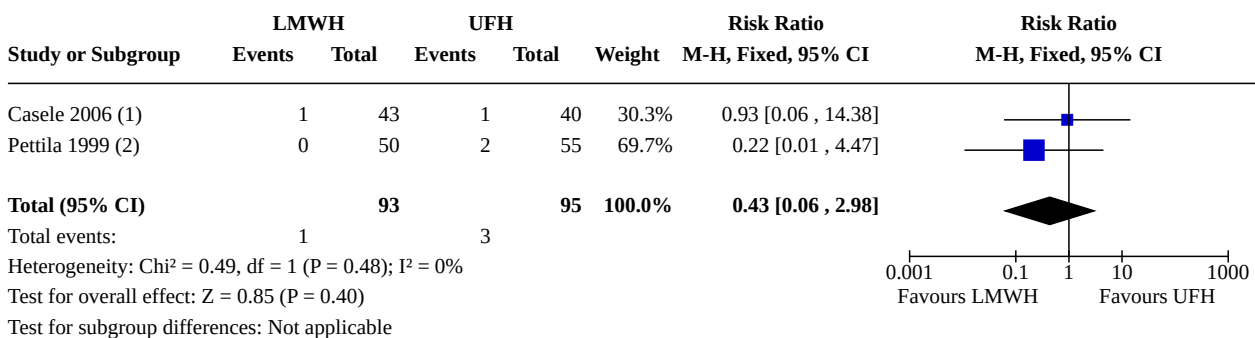 LMWH UFH Risk Ratio Risk Ratio
Study or Subgroup Events Total Events Total Weight M-H, Fixed, 95% CI M-H, Fixed, 95% CI
Casele 2006 (1) 1 43 1 40 30.3% 0.93 [0.06 , 14.38]
Pettila 1999 (2) 0 50 2 55 69.7% 0.22 [0.01 , 4.47]
Total (95% CI) 93 95 100.0% 0.43 [0.06 , 2.98]
Total events: 1 3
Heterogeneity: Chi² = 0.49, df = 1 (P = 0.48); I² = 0%
0.001 0.1 1 10 1000
Test for overall effect: Z = 0.85 (P = 0.40)
Favours LMWH Favours UFH
Test for subgroup differences: Not applicable